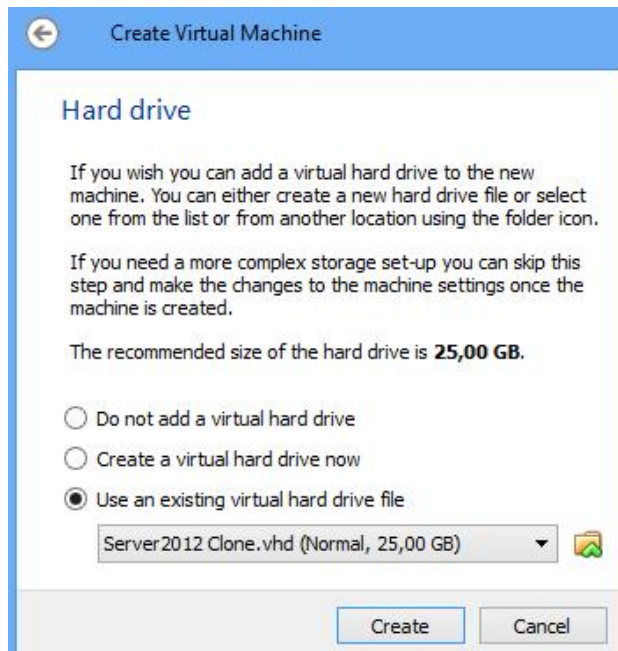 Create Virtual Machine
Hard drive
If you wish you can add a virtual hard drive to the new
machine. You can either create a new hard drive file or select
one from the list or from another location using the folder icon.
If you need a more complex storage set-up you can skip this
step and make the changes to the machine settings once the
machine is created.
The recommended size of the hard drive is 25,00 GB.
Do not add a virtual hard drive
Create a virtual hard drive now
Use an existing virtual hard drive file
Server2012 Clone.vhd (Normal, 25,00 GB)
Create Cancel